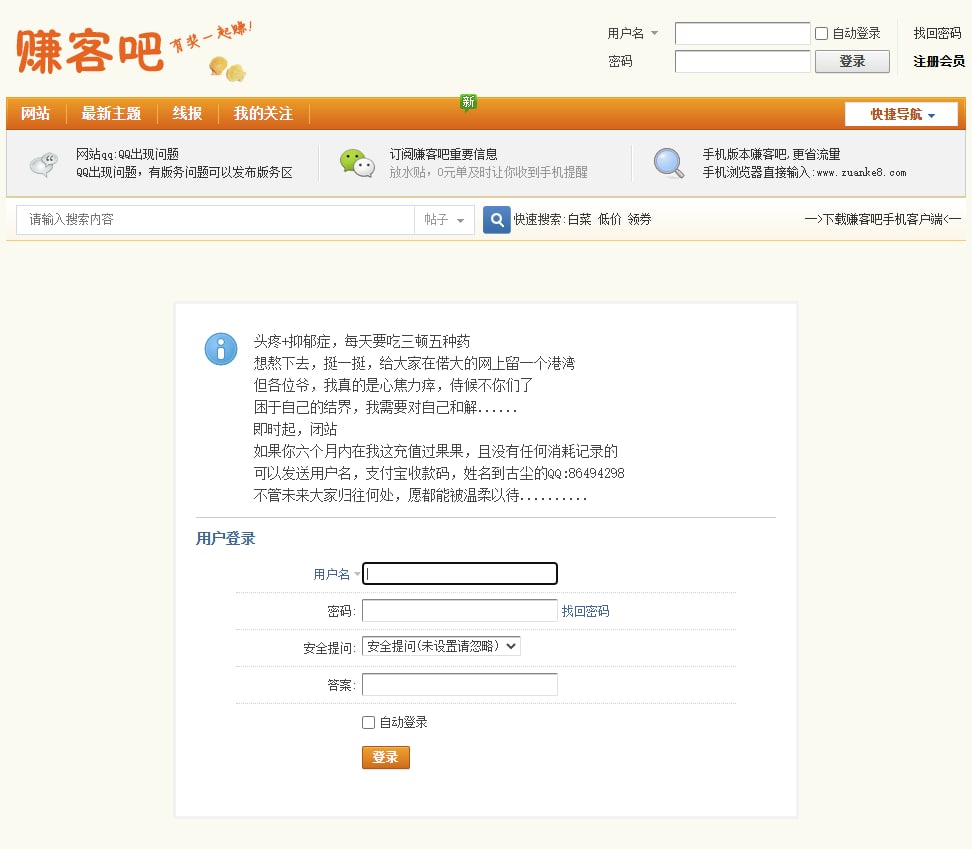 赚客吧 有奖一起赚!
用户名
自动登录
找回密码
密码
登录
注册会员
网站
最新主题
线报
我的关注
新
快捷导航
网站qq:QQ出现问题
QQ出现问题，有版务问题可以发布版务区
订阅赚客吧重要信息
放水贴，0元单及时让你收到手机提醒
手机版本赚客吧,更省流量
手机浏览器直接输入:www.zuanke8.com
请输入搜索内容
帖子
快速搜索:白菜 低价 领券
一>下载赚客吧手机客户端<一
头疼+抑郁症，每天要吃三顿五种药
想熬下去，挺一挺，给大家在偌大的网上留一个港湾
但各位爷，我真的是心焦力瘁，侍候不你们了
困于自己的结界，我需要对自己和解......
即时起，闭站
如果你六个月内在我这充值过果果，且没有任何消耗记录的
可以发送用户名，支付宝收款码，姓名到古尘的QQ:86494298
不管未来大家归往何处，愿都能被温柔以待..........
用户登录
用户名
密码:
找回密码
安全提问:
安全提问(未设置请忽略)
答案:
自动登录
登录